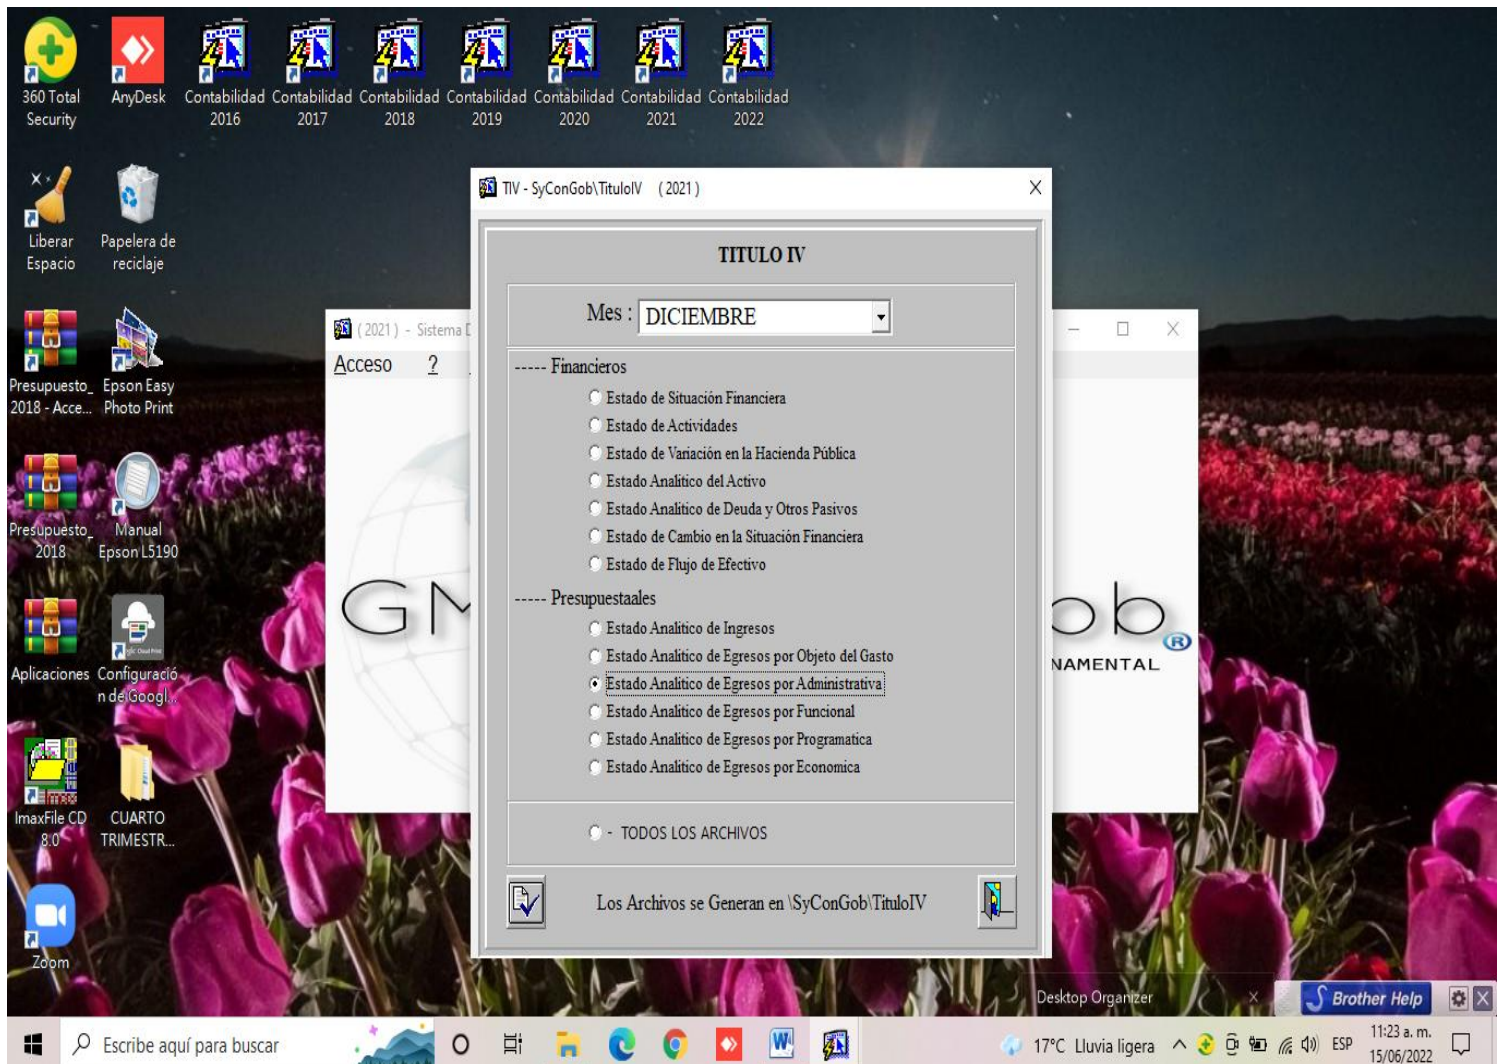 360 Total
Security
AnyDesk
Contabilidad
2016
Contabilidad
2017
Contabilidad
2018
Contabilidad
2019
Contabilidad
2020
Contabilidad
2021
Contabilidad
2022
Liberar
Espacio
Papelera de
reciclaje
Presupuesto_
2018 - Acce...
Epson Easy
Photo Print
Presupuesto_
2018
Manual
Epson L5190
Aplicaciones
Configuració
n de Googl...
ImaxFile CD
8.0
CUARTO
TRIMESTR...
Zoom
( 2021 ) - Sistema
Acceso ?
GM
ob
®
NAMENTAL
TIV - SyConGob\TituloIV ( 2021 )
TITULO IV
Mes : DICIEMBRE
----- Financieros
Estado de Situación Financiera
Estado de Actividades
Estado de Variación en la Hacienda Pública
Estado Analitico del Activo
Estado Analitico de Deuda y Otros Pasivos
Estado de Cambio en la Situación Financiera
Estado de Flujo de Efectivo
----- Presupuestaales
Estado Analitico de Ingresos
Estado Analitico de Egresos por Objeto del Gasto
Estado Analitico de Egresos por Administrativa
Estado Analitico de Egresos por Funcional
Estado Analitico de Egresos por Programatica
Estado Analitico de Egresos por Economica
- TODOS LOS ARCHIVOS
Los Archivos se Generan en \SyConGob\TituloIV
Desktop Organizer
Brother Help
Escribe aquí para buscar
17°C Lluvia ligera
ESP
11:23 a. m.
15/06/2022